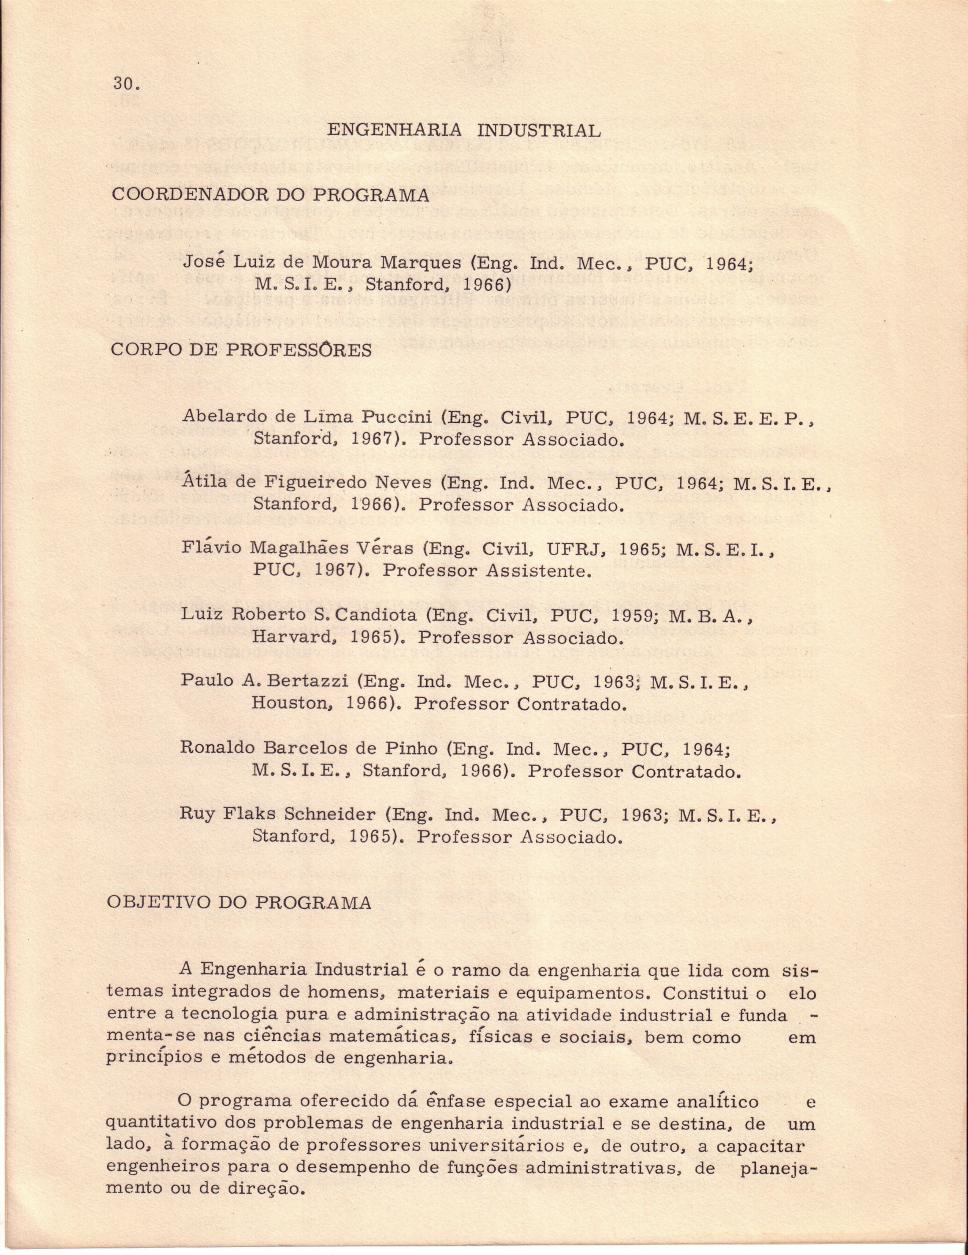 30.
ENGENHARIA INDUSTRIAL
COORDENADOR DO PROGRAMA
José Luiz de Moura Marques (Eng. Ind. Mec., PUC, 1964;
M. S. I. E., Stanford, 1966)
CORPO DE PROFESSÔRES
Abelardo de Lima Puccini (Eng. Civil, PUC, 1964; M. S. E. E. P.,
Stanford, 1967). Professor Associado.
Átila de Figueiredo Neves (Eng. Ind. Mec., PUC, 1964; M. S. I. E.,
Stanford, 1966). Professor Associado.
Flávio Magalhães Véras (Eng. Civil, UFRJ, 1965; M. S. E. I.,
PUC, 1967). Professor Assistente.
Luiz Roberto S. Candiota (Eng. Civil, PUC, 1959; M. B. A.,
Harvard, 1965). Professor Associado.
Paulo A. Bertazzi (Eng. Ind. Mec., PUC, 1963; M. S. I. E.,
Houston, 1966). Professor Contratado.
Ronaldo Barcelos de Pinho (Eng. Ind. Mec., PUC, 1964;
M. S. I. E., Stanford, 1966). Professor Contratado.
Ruy Flaks Schneider (Eng. Ind. Mec., PUC, 1963; M. S. I. E.,
Stanford, 1965). Professor Associado.
OBJETIVO DO PROGRAMA
A Engenharia Industrial é o ramo da engenharia que lida com sis-
temas integrados de homens, materiais e equipamentos. Constitui o elo
entre a tecnologia pura e administração na atividade industrial e funda -
menta-se nas ciências matemáticas, físicas e sociais, bem como em
princípios e métodos de engenharia.
O programa oferecido dá ênfase especial ao exame analítico e
quantitativo dos problemas de engenharia industrial e se destina, de um
lado, à formação de professores universitários e, de outro, a capacitar
engenheiros para o desempenho de funções administrativas, de planeja-
mento ou de direção.